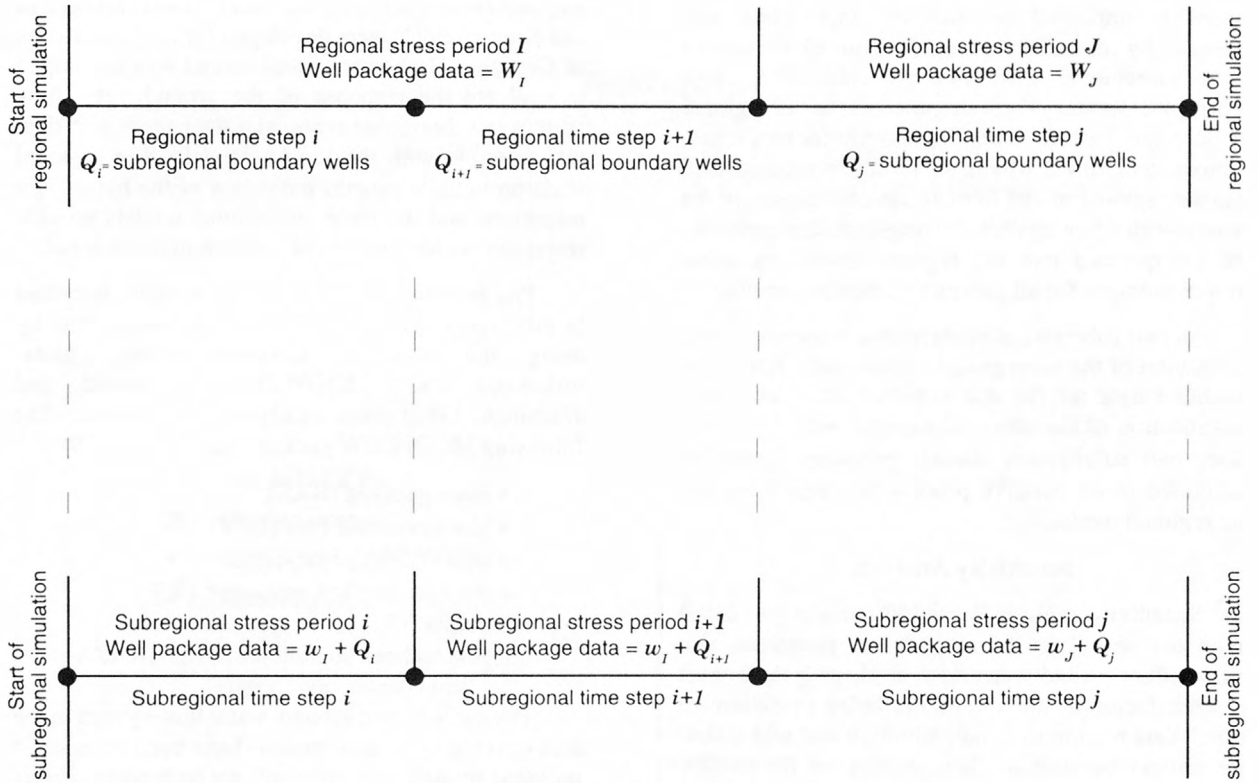 Start of
regional simulation
Regional stress period I
Well package data = W_I
Regional stress period J
Well package data = W_J
End of
regional simulation
Regional time step i
Q_i = subregional boundary wells
Regional time step i+1
Q_{i+1} = subregional boundary wells
Regional time step j
Q_j = subregional boundary wells
Start of
subregional simulation
Subregional stress period i
Well package data = w_I + Q_i
Subregional stress period i+1
Well package data = w_I + Q_{i+1}
Subregional stress period j
Well package data = w_J + Q_j
End of
subregional simulation
Subregional time step i
Subregional time step i+1
Subregional time step j